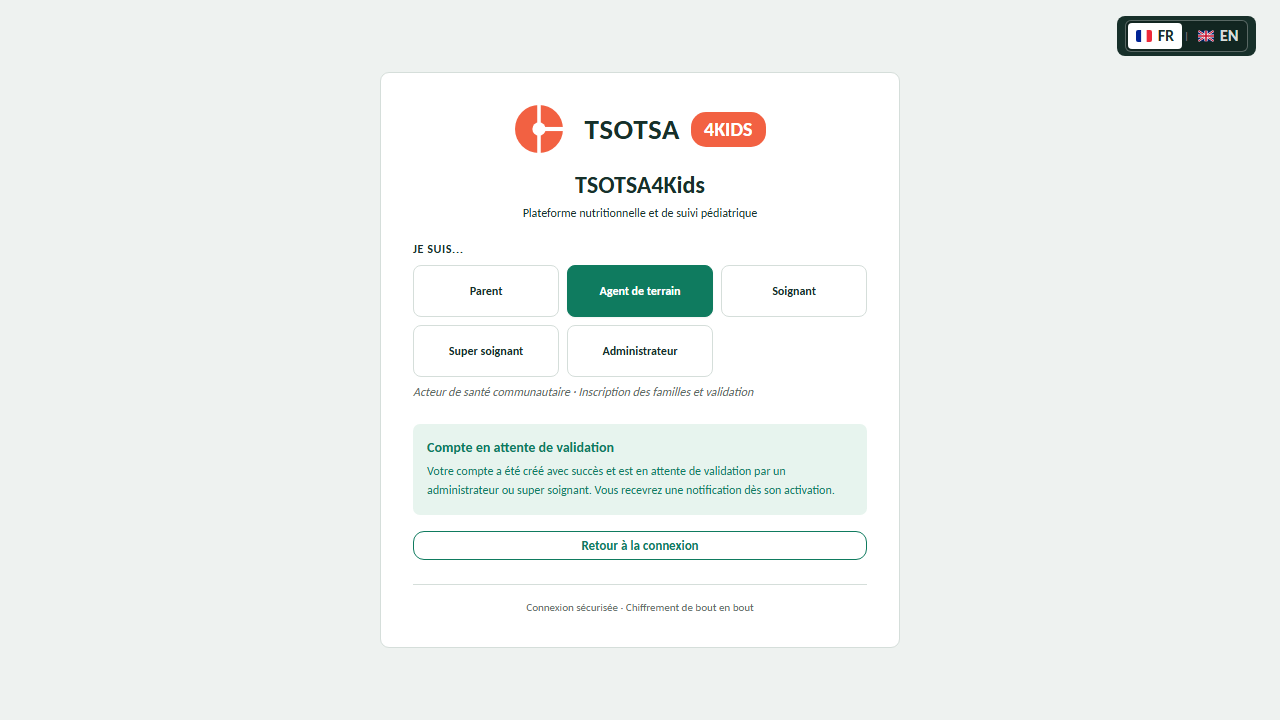 FR | EN
TSOTSA 4KIDS
TSOTSA4Kids
Plateforme nutritionnelle et de suivi pédiatrique
JE SUIS...
Parent
Agent de terrain
Soignant
Super soignant
Administrateur
Acteur de santé communautaire · Inscription des familles et validation
Compte en attente de validation
Votre compte a été créé avec succès et est en attente de validation par un
administrateur ou super soignant. Vous recevrez une notification dès son activation.
Retour à la connexion
Connexion sécurisée · Chiffrement de bout en bout